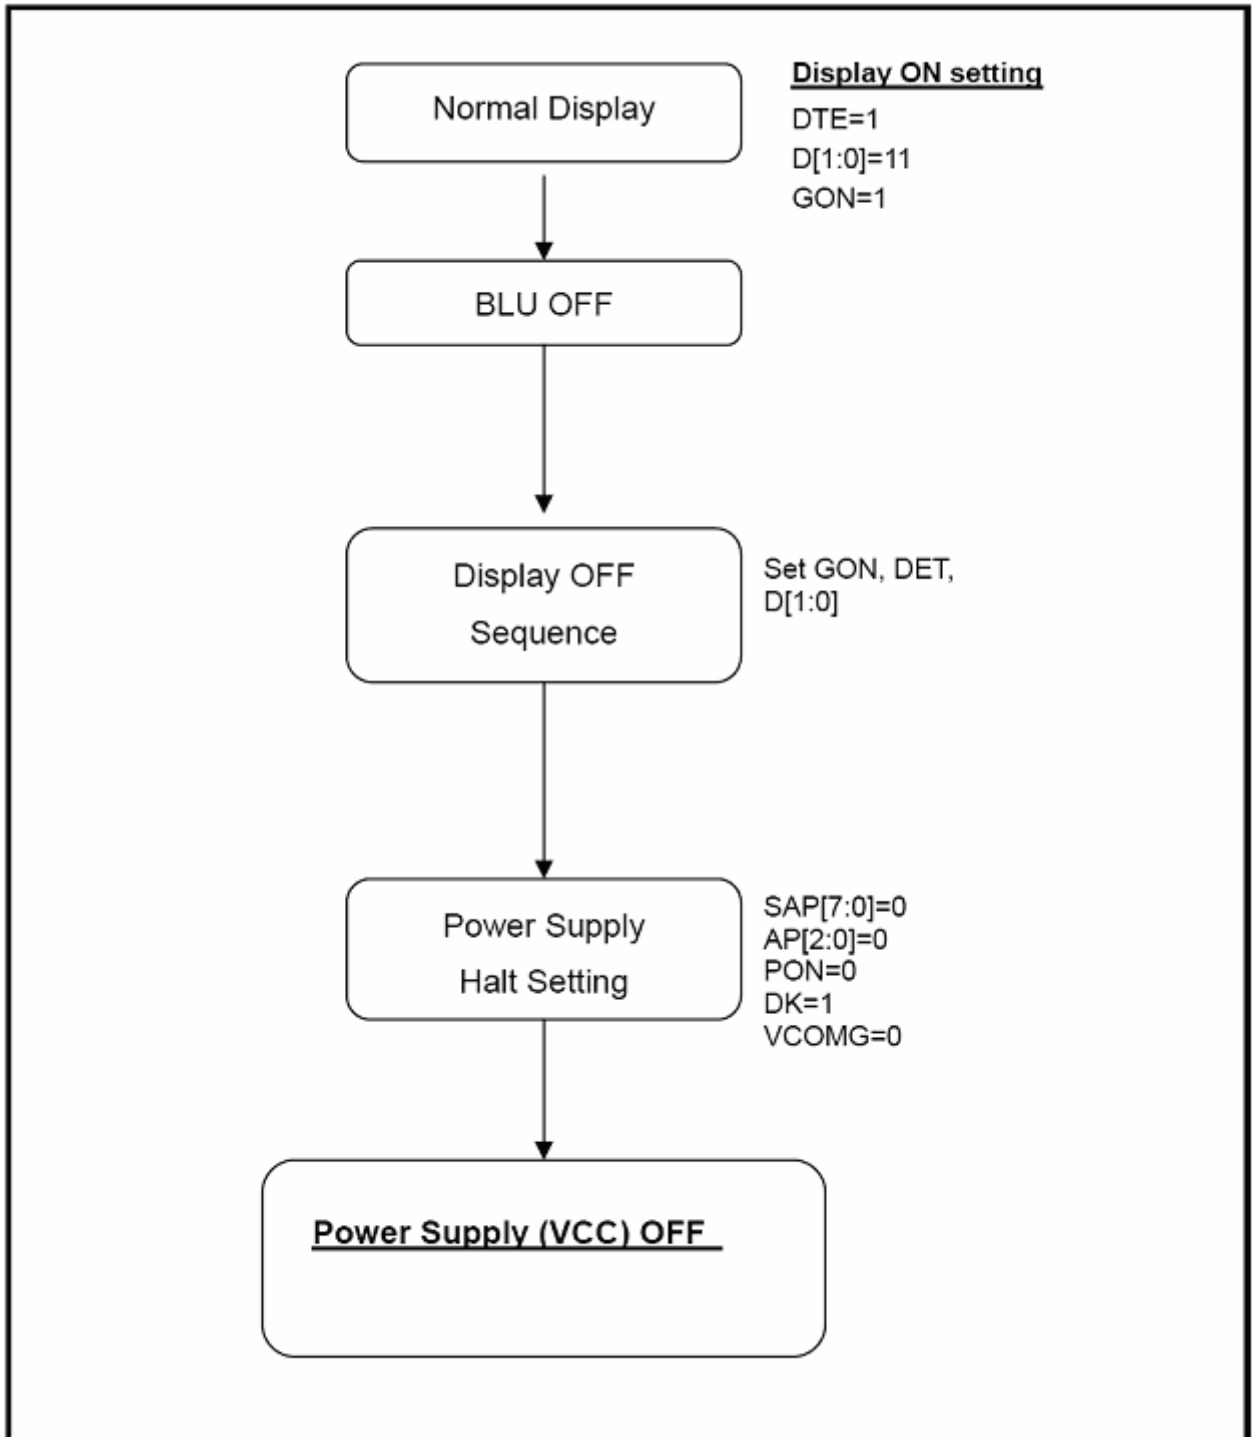 Normal Display
Display ON setting
DTE=1
D[1:0]=11
GON=1
BLU OFF
Display OFF
Sequence
Set GON, DET,
D[1:0]
Power Supply
Halt Setting
SAP[7:0]=0
AP[2:0]=0
PON=0
DK=1
VCOMG=0
Power Supply (VCC) OFF